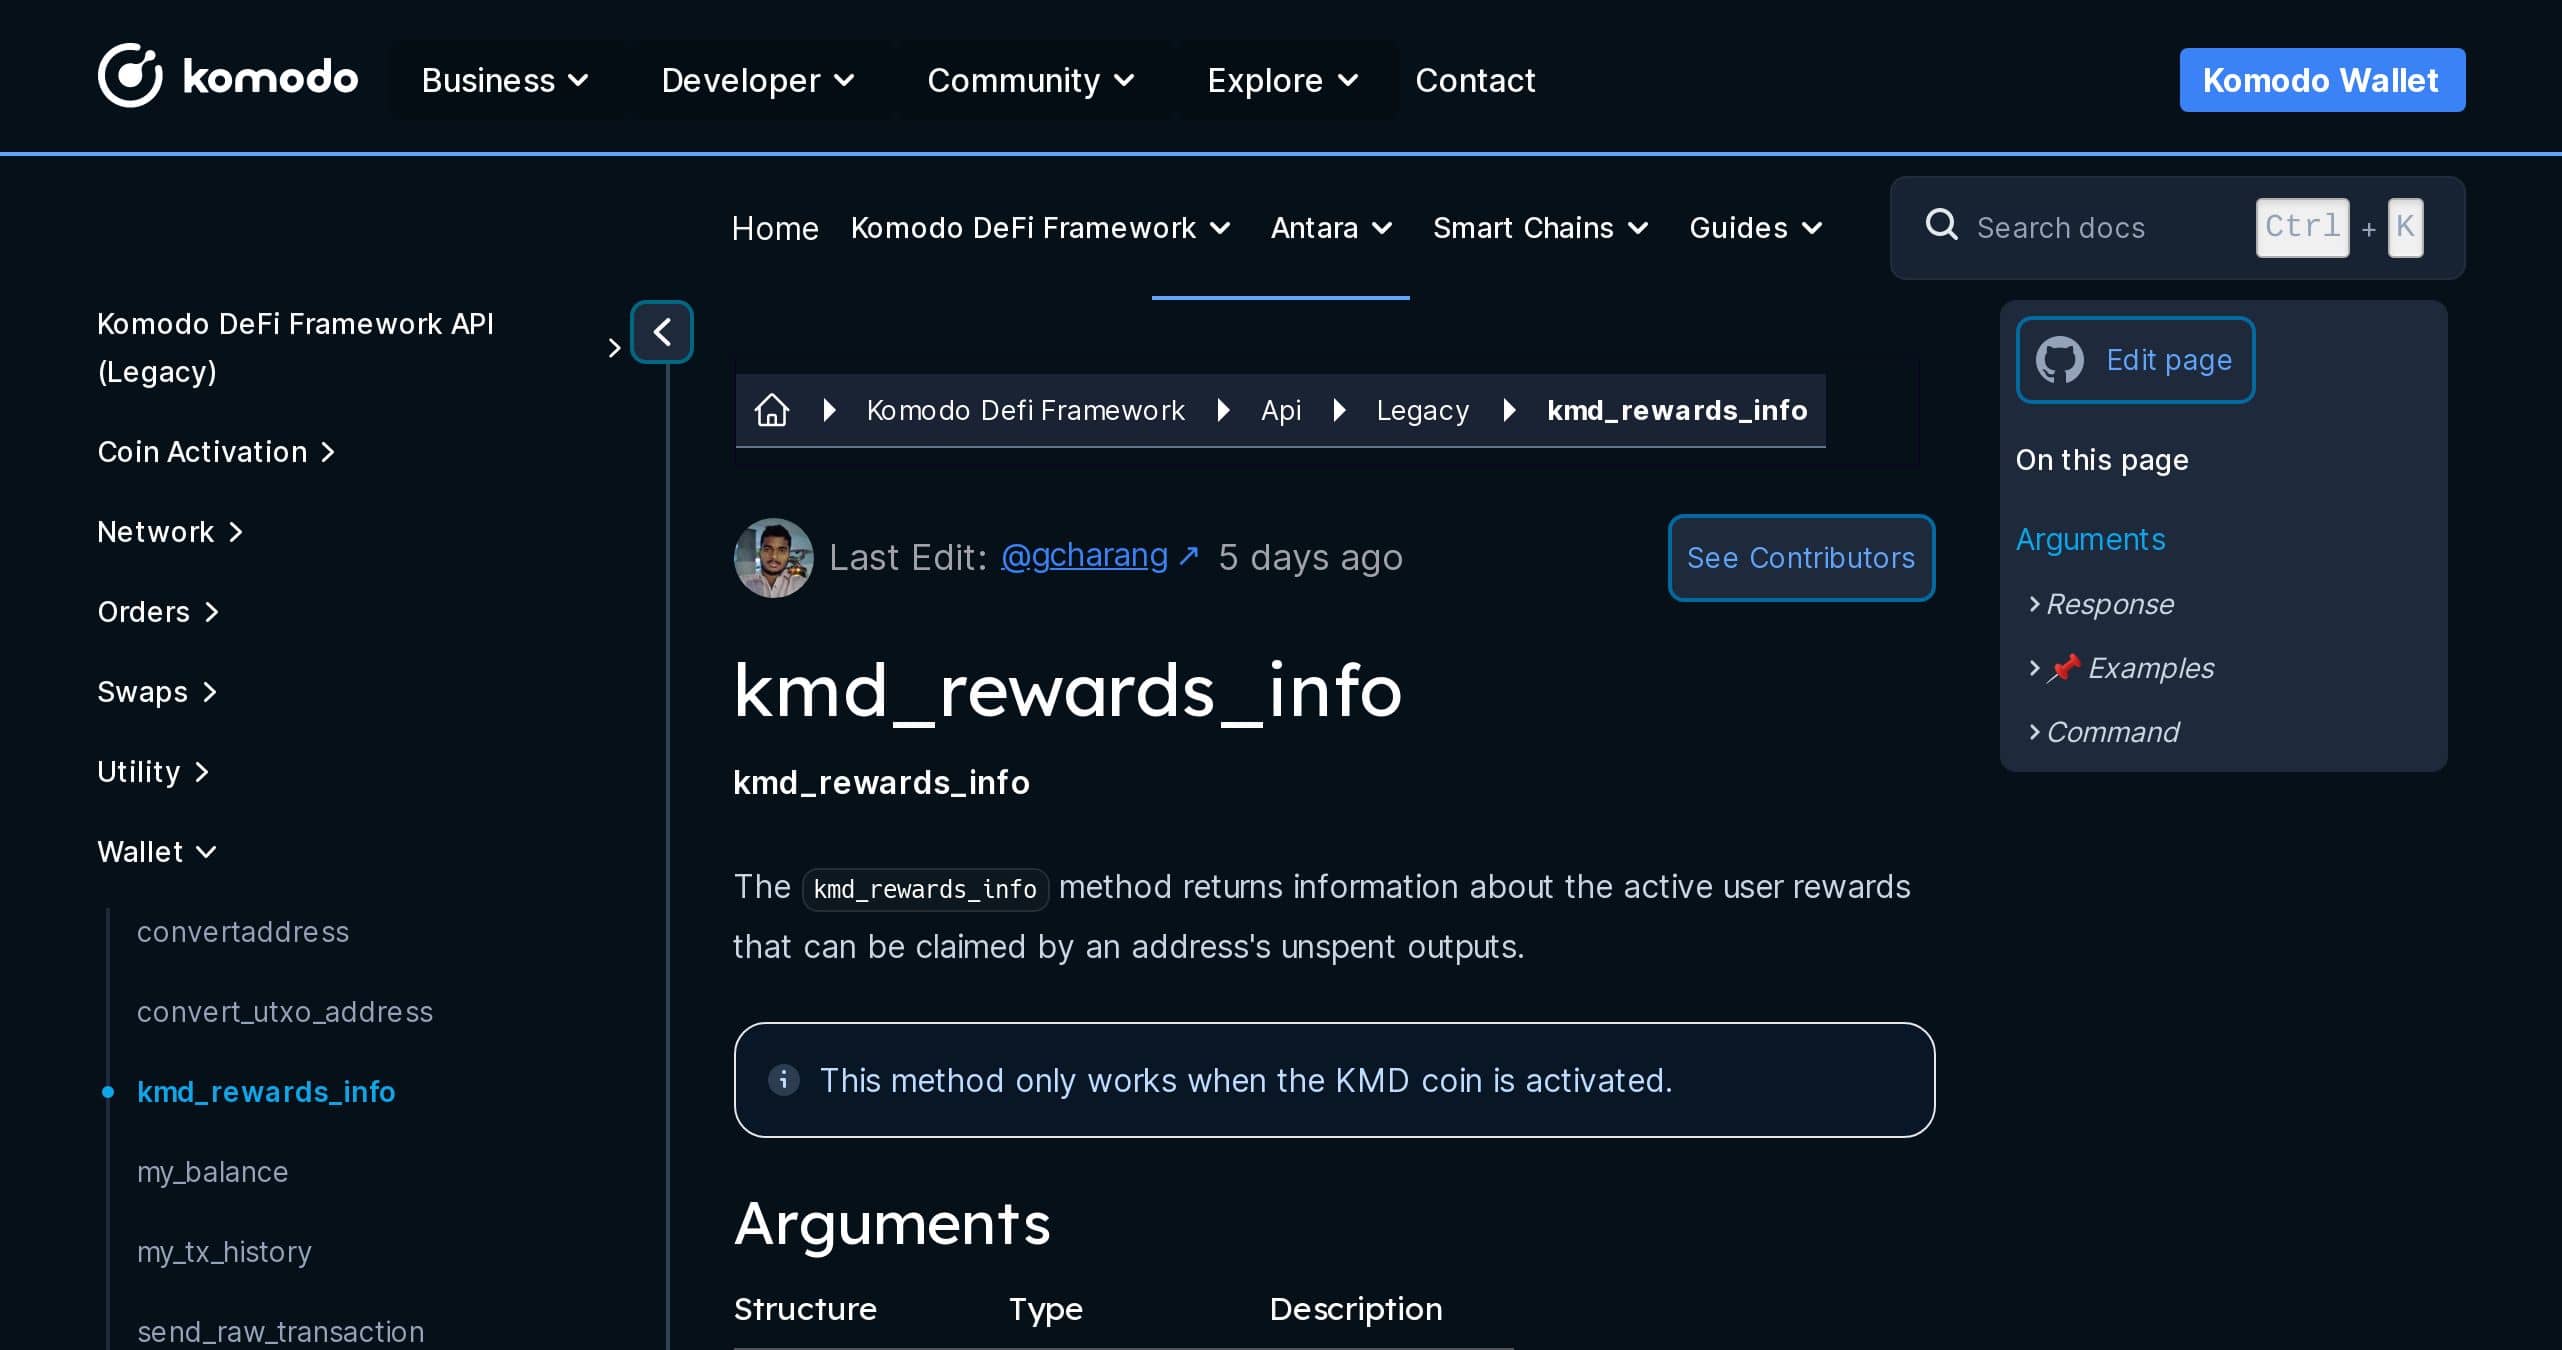 komodo
Business
Developer
Community
Explore
Contact
Komodo Wallet
Home
Komodo DeFi Framework
Antara
Smart Chains
Guides
Search docs
Ctrl + K
Komodo DeFi Framework API
(Legacy)
Coin Activation
Network
Orders
Swaps
Utility
Wallet
convertaddress
convert_utxo_address
kmd_rewards_info
my_balance
my_tx_history
send_raw_transaction
Komodo Defi Framework
Api
Legacy
kmd_rewards_info
Last Edit: @gcharang ↗ 5 days ago
See Contributors
kmd_rewards_info
kmd_rewards_info
The kmd_rewards_info method returns information about the active user rewards
that can be claimed by an address's unspent outputs.
This method only works when the KMD coin is activated.
Arguments
Structure Type Description
Edit page
On this page
Arguments
Response
📌 Examples
Command